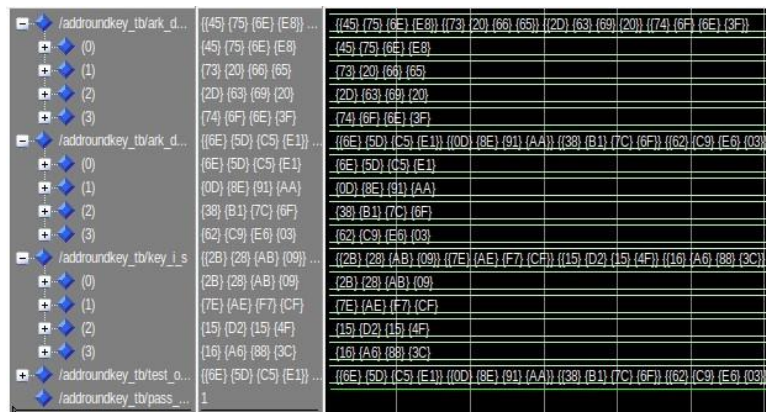 /addroundkey_tb/ark_d... {{45} {75} {6E} {E8}} ... {{45} {75} {6E} {E8}} {{73} {20} {66} {65}} {{2D} {63} {69} {20}} {{74} {6F} {6E} {3F}}
(0) {45} {75} {6E} {E8} {45} {75} {6E} {E8}
(1) {73} {20} {66} {65} {73} {20} {66} {65}
(2) {2D} {63} {69} {20} {2D} {63} {69} {20}
(3) {74} {6F} {6E} {3F} {74} {6F} {6E} {3F}
/addroundkey_tb/ark_d... {{6E} {5D} {C5} {E1}} ... {{6E} {5D} {C5} {E1}} {{0D} {8E} {91} {AA}} {{38} {B1} {7C} {6F}} {{62} {C9} {E6} {03}}
(0) {6E} {5D} {C5} {E1} {6E} {5D} {C5} {E1}
(1) {0D} {8E} {91} {AA} {0D} {8E} {91} {AA}
(2) {38} {B1} {7C} {6F} {38} {B1} {7C} {6F}
(3) {62} {C9} {E6} {03} {62} {C9} {E6} {03}
/addroundkey_tb/key_i_s {{2B} {28} {AB} {09}} ... {{2B} {28} {AB} {09}} {{7E} {AE} {F7} {CF}} {{15} {D2} {15} {4F}} {{16} {A6} {88} {3C}}
(0) {2B} {28} {AB} {09} {2B} {28} {AB} {09}
(1) {7E} {AE} {F7} {CF} {7E} {AE} {F7} {CF}
(2) {15} {D2} {15} {4F} {15} {D2} {15} {4F}
(3) {16} {A6} {88} {3C} {16} {A6} {88} {3C}
/addroundkey_tb/test_o... {{6E} {5D} {C5} {E1}} ... {{6E} {5D} {C5} {E1}} {{0D} {8E} {91} {AA}} {{38} {B1} {7C} {6F}} {{62} {C9} {E6} {03}}
/addroundkey_tb/pass_... 1